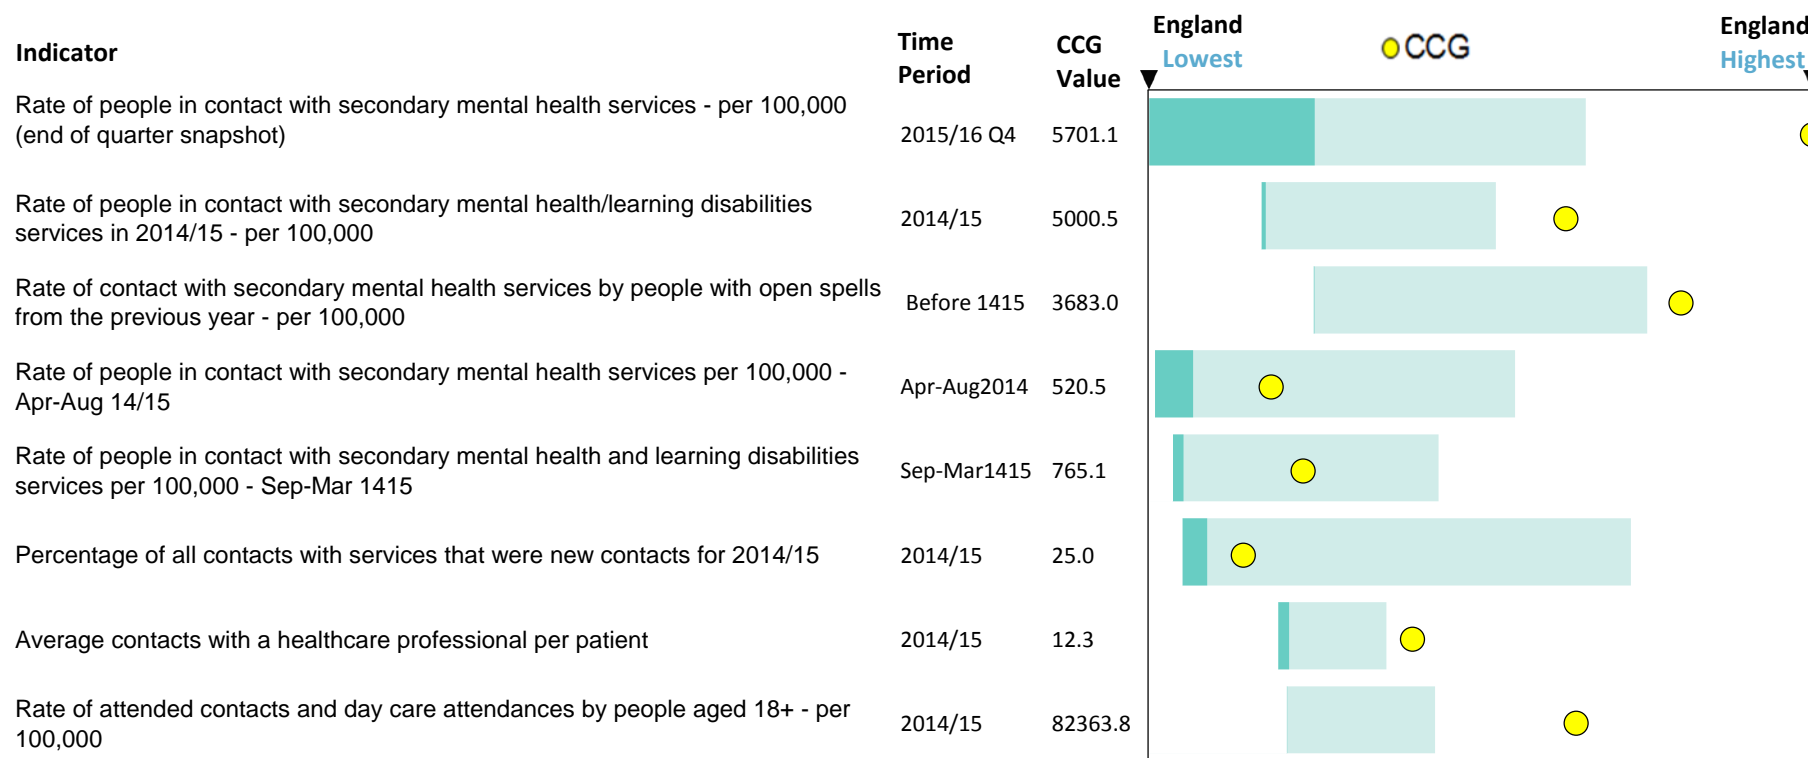 England England
Indicator Time CCG CCG
Period Value Lowest Highest
Rate of people in contact with secondary mental health services - per 100,000
(end of quarter snapshot) 2015/16 Q4 5701.1
Rate of people in contact with secondary mental health/learning disabilities
services in 2014/15 - per 100,000 2014/15 5000.5
Rate of contact with secondary mental health services by people with open spells
from the previous year - per 100,000 Before 1415 3683.0
Rate of people in contact with secondary mental health services per 100,000 -
Apr-Aug 14/15 Apr-Aug2014 520.5
Rate of people in contact with secondary mental health and learning disabilities
services per 100,000 - Sep-Mar 1415 Sep-Mar1415 765.1
Percentage of all contacts with services that were new contacts for 2014/15 2014/15 25.0
Average contacts with a healthcare professional per patient 2014/15 12.3
Rate of attended contacts and day care attendances by people aged 18+ - per
100,000 2014/15 82363.8